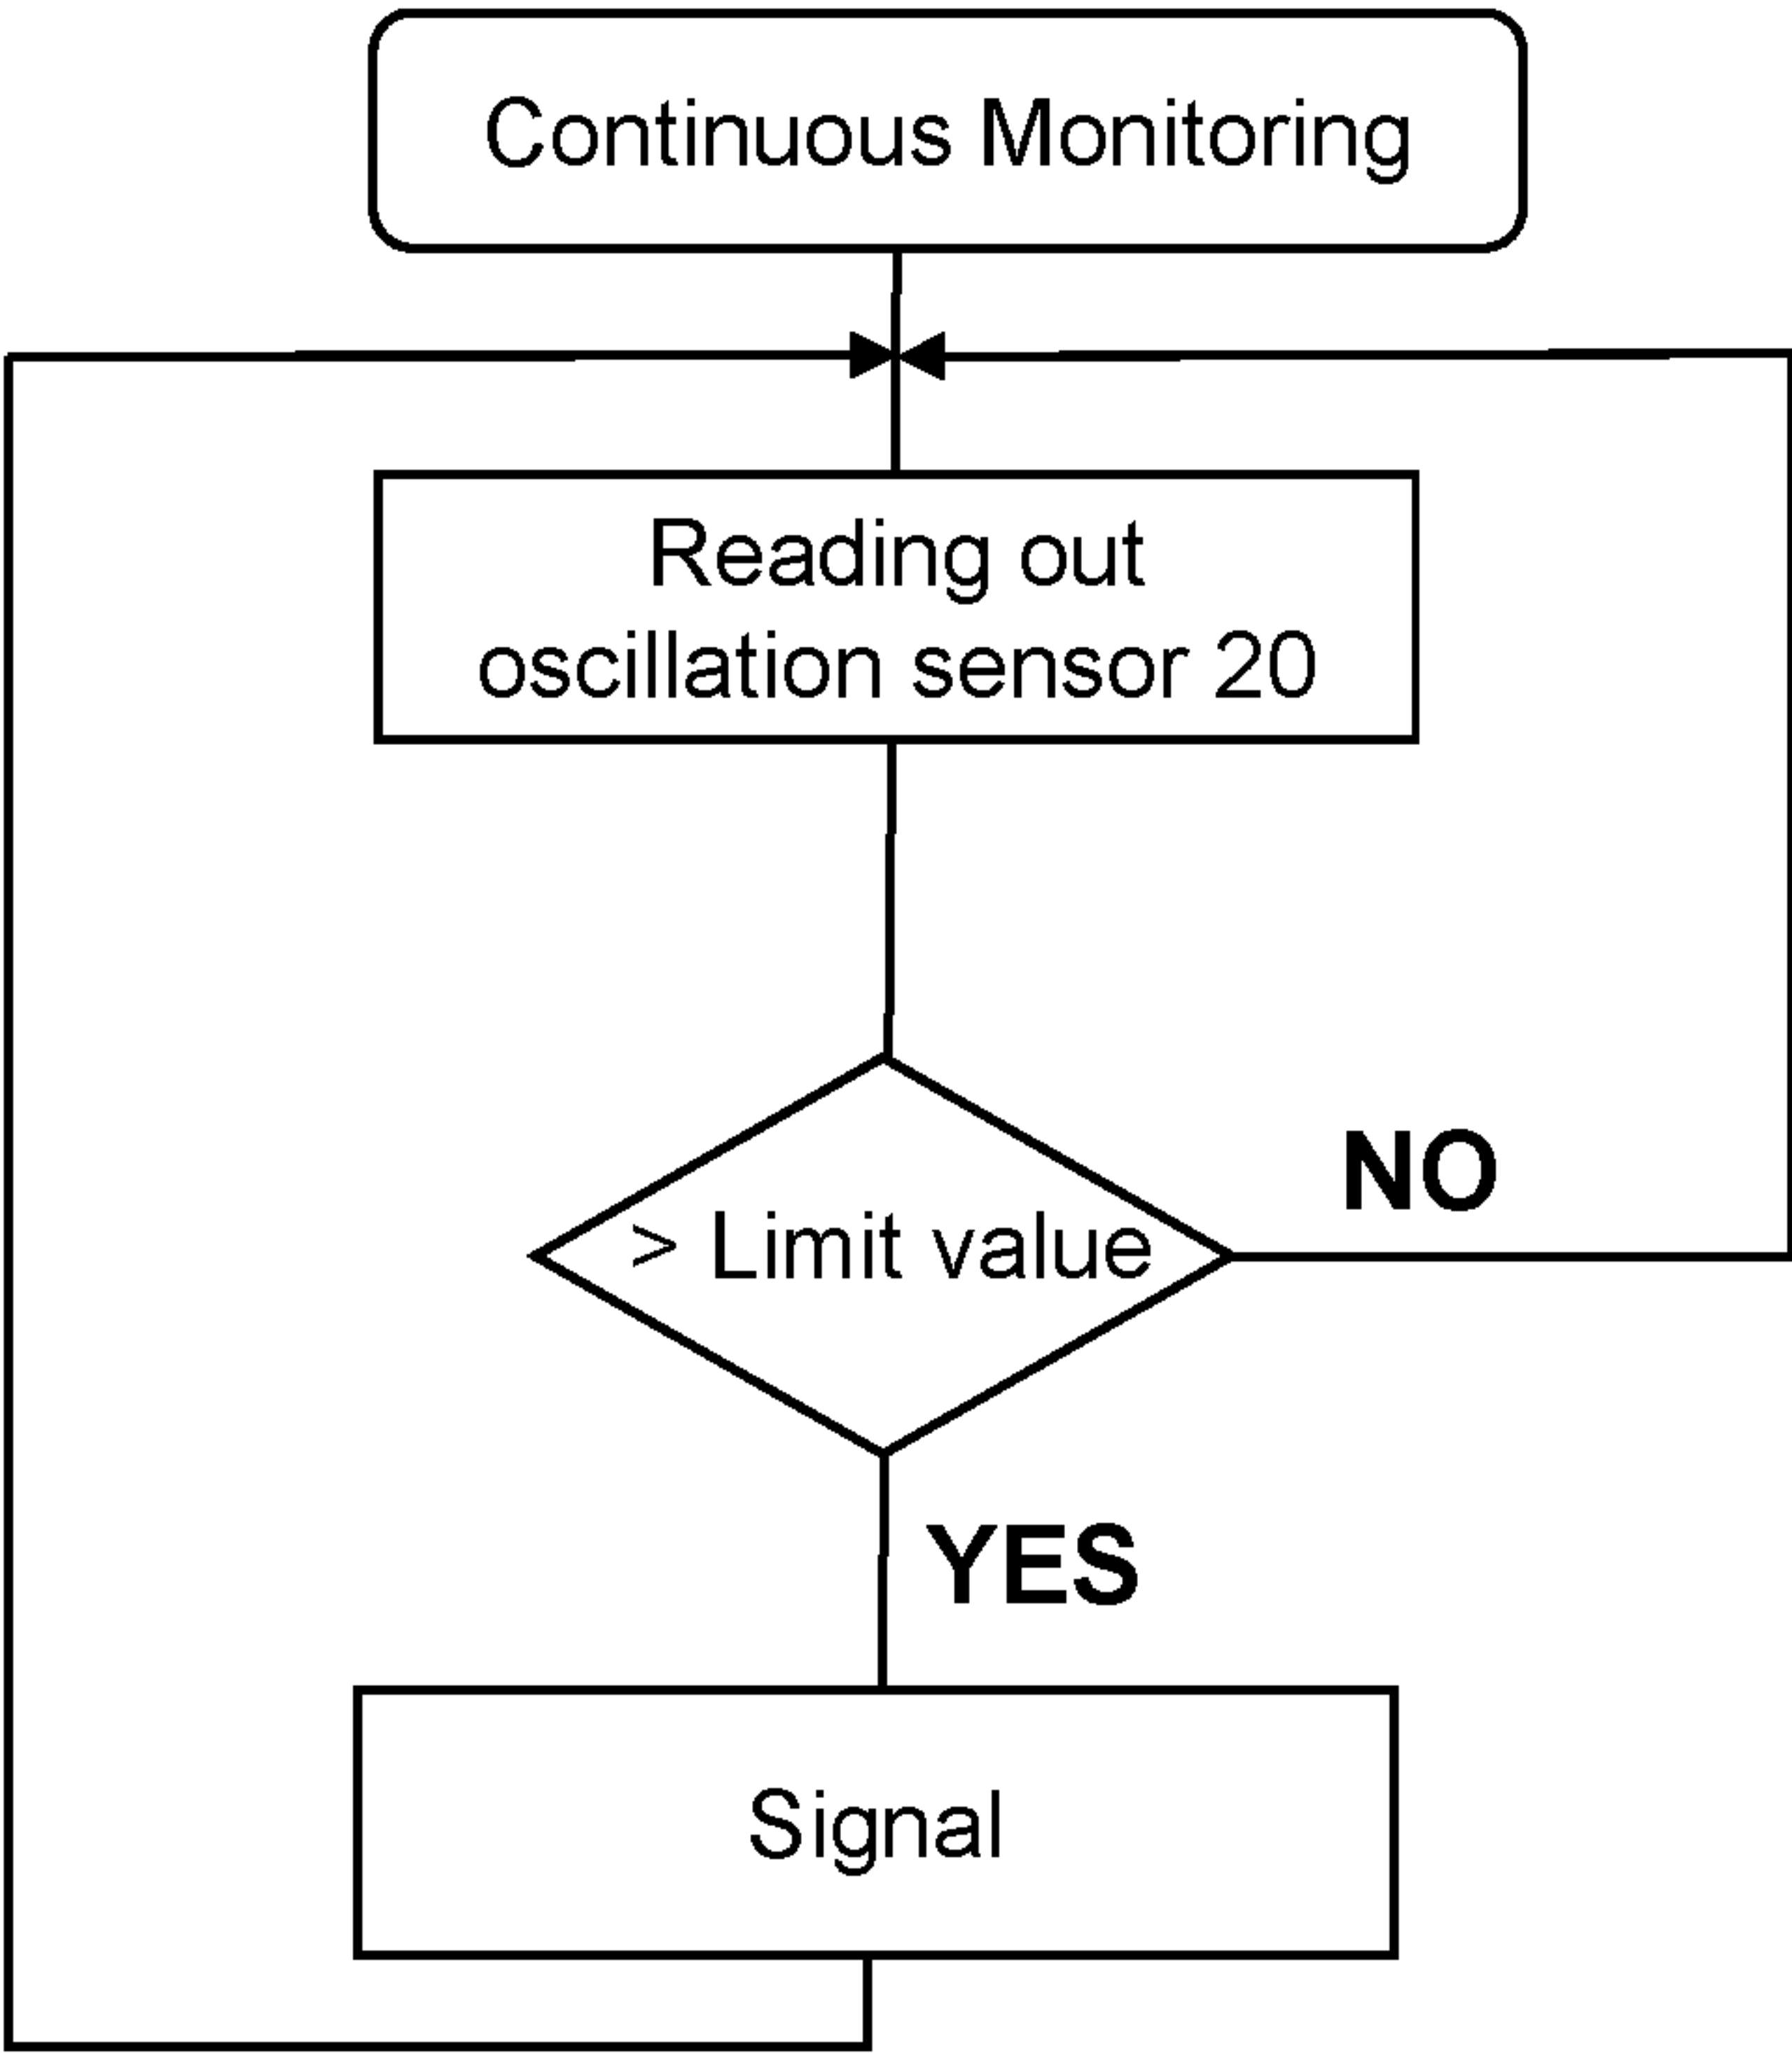 Continuous Monitoring
Reading out
oscillation sensor 20
> Limit value
NO
YES
Signal